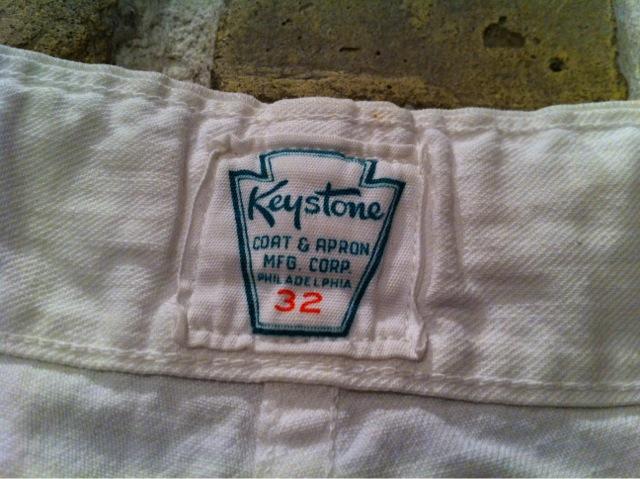 Keystone
COAT & APRON
MFG. CORP.
PHILADELPHIA
32